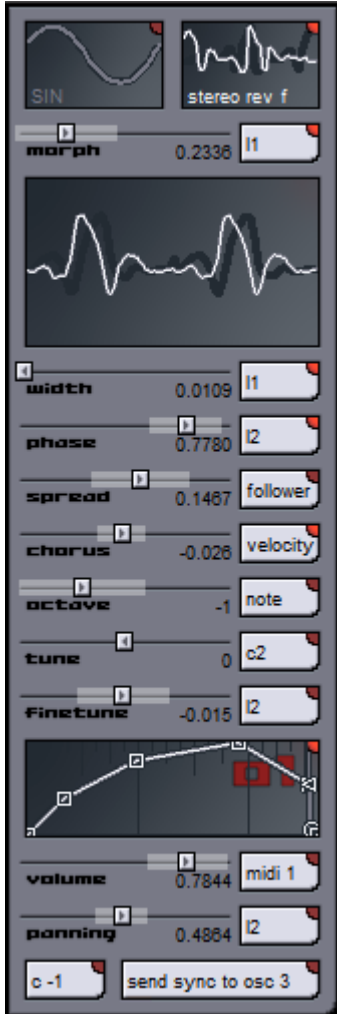 SIN
stereo rev f
morph 0.2336 l1
width 0.0109 l1
phase 0.7780 l2
spread 0.1467 follower
chorus -0.026 velocity
octave -1 note
tune 0 c2
finetune -0.015 l2
volume 0.7844 midi 1
panning 0.4864 l2
c -1 send sync to osc 3